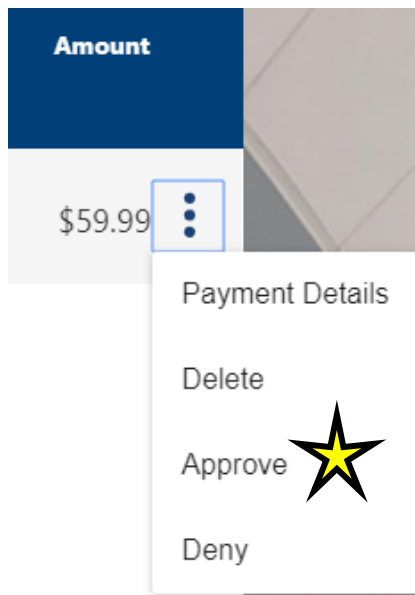 Amount
$59.99
Payment Details
Delete
Approve
Deny